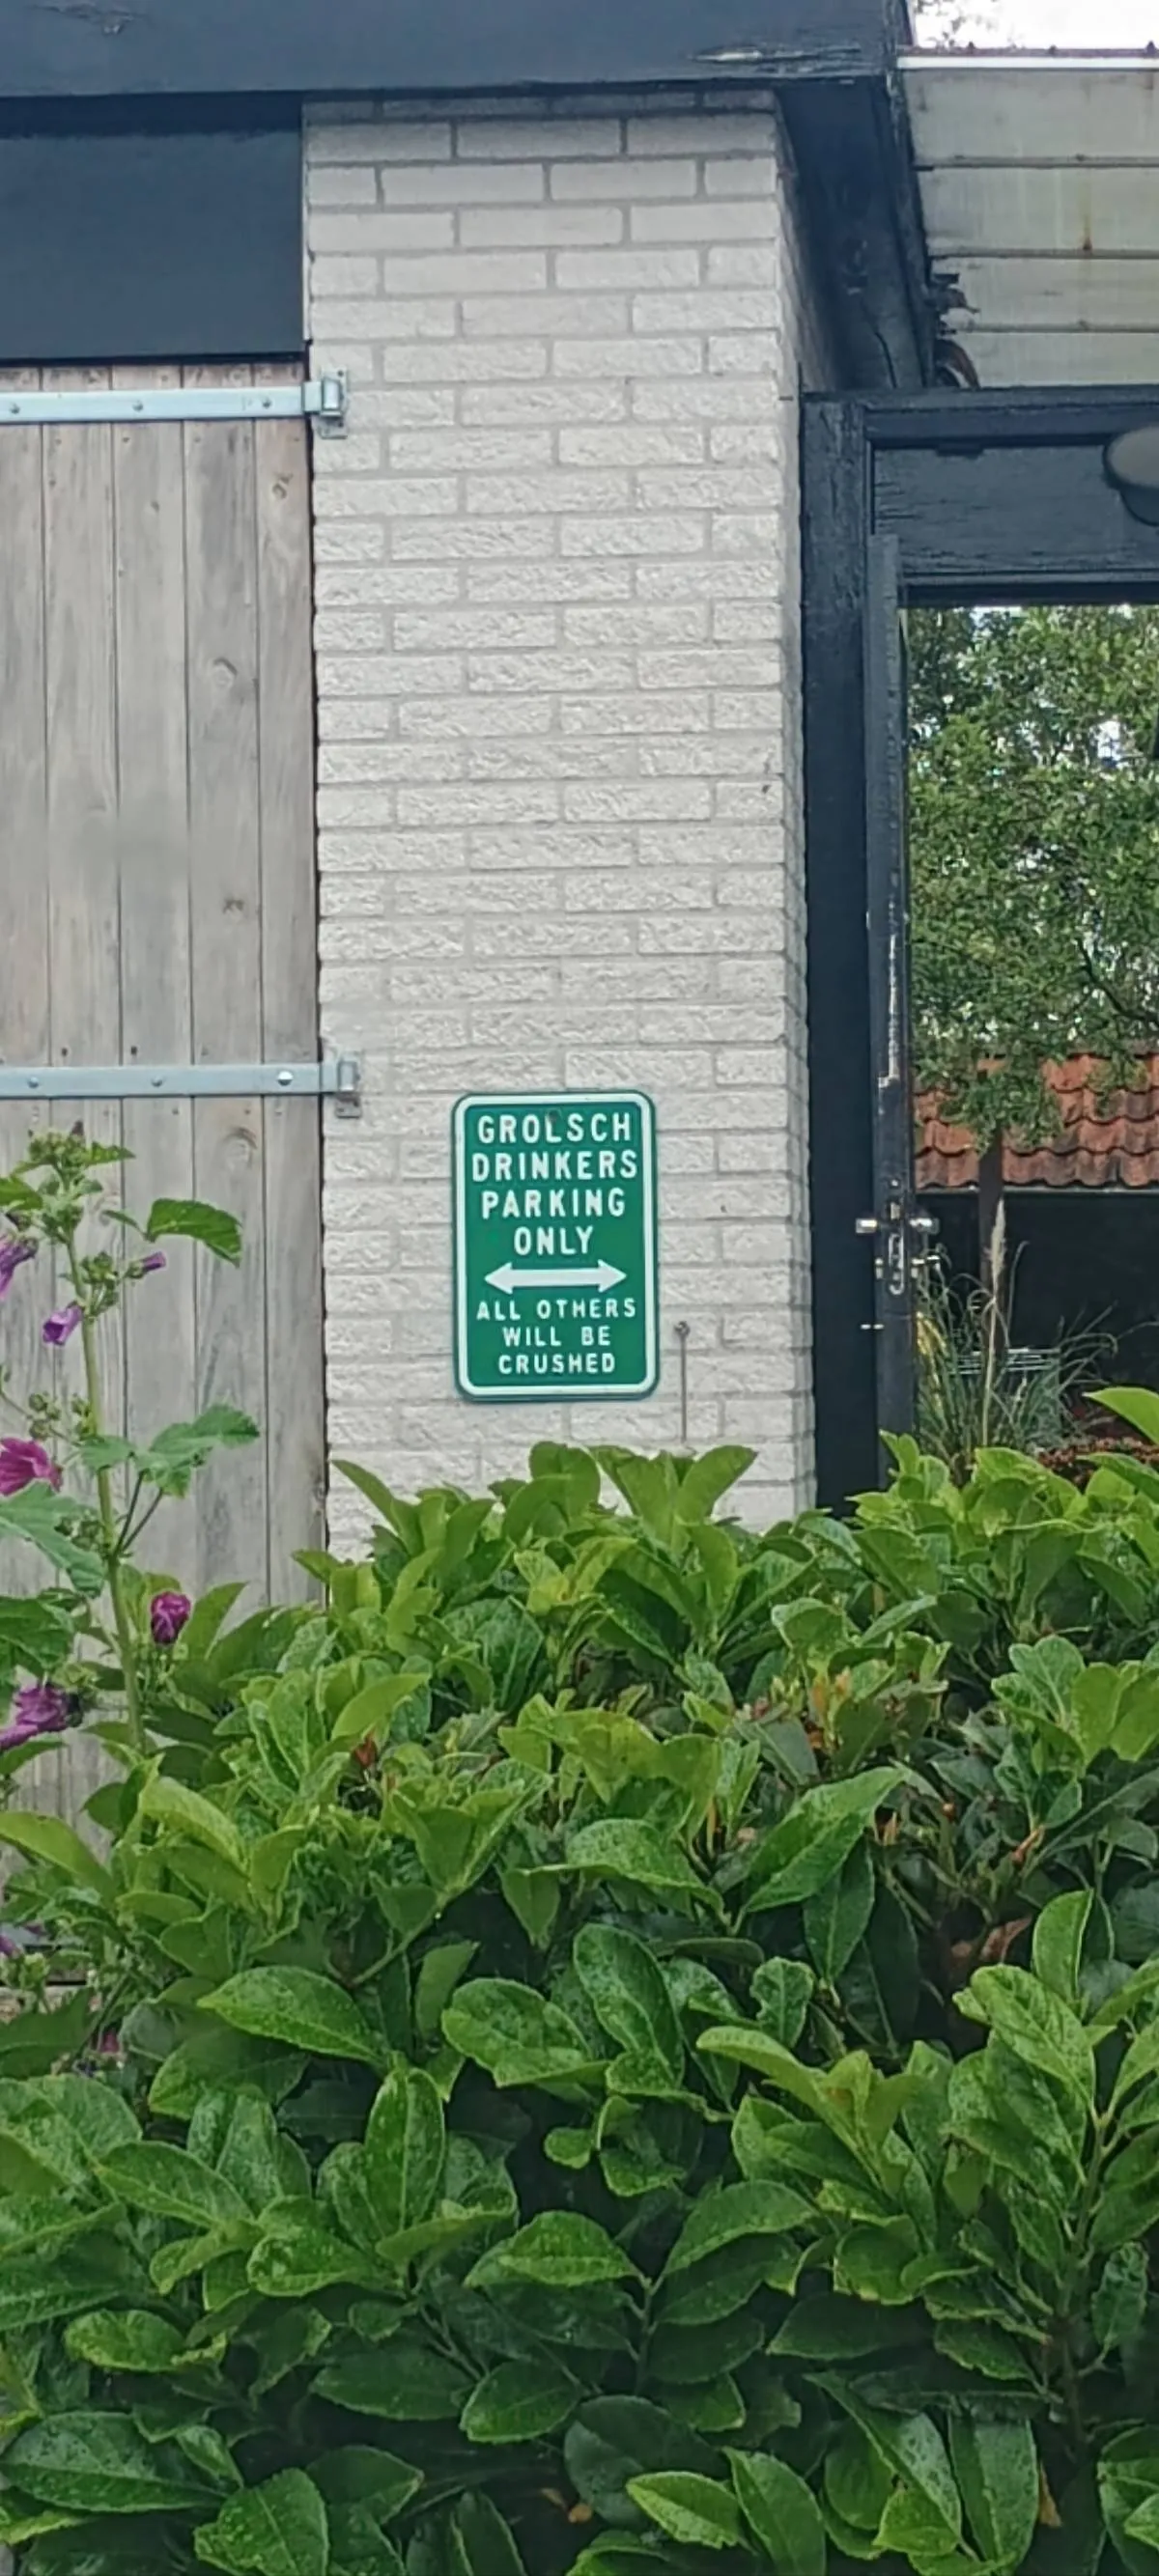 GROLSCH
DRINKERS
PARKING
ONLY
ALL OTHERS
WILL BE
CRUSHED